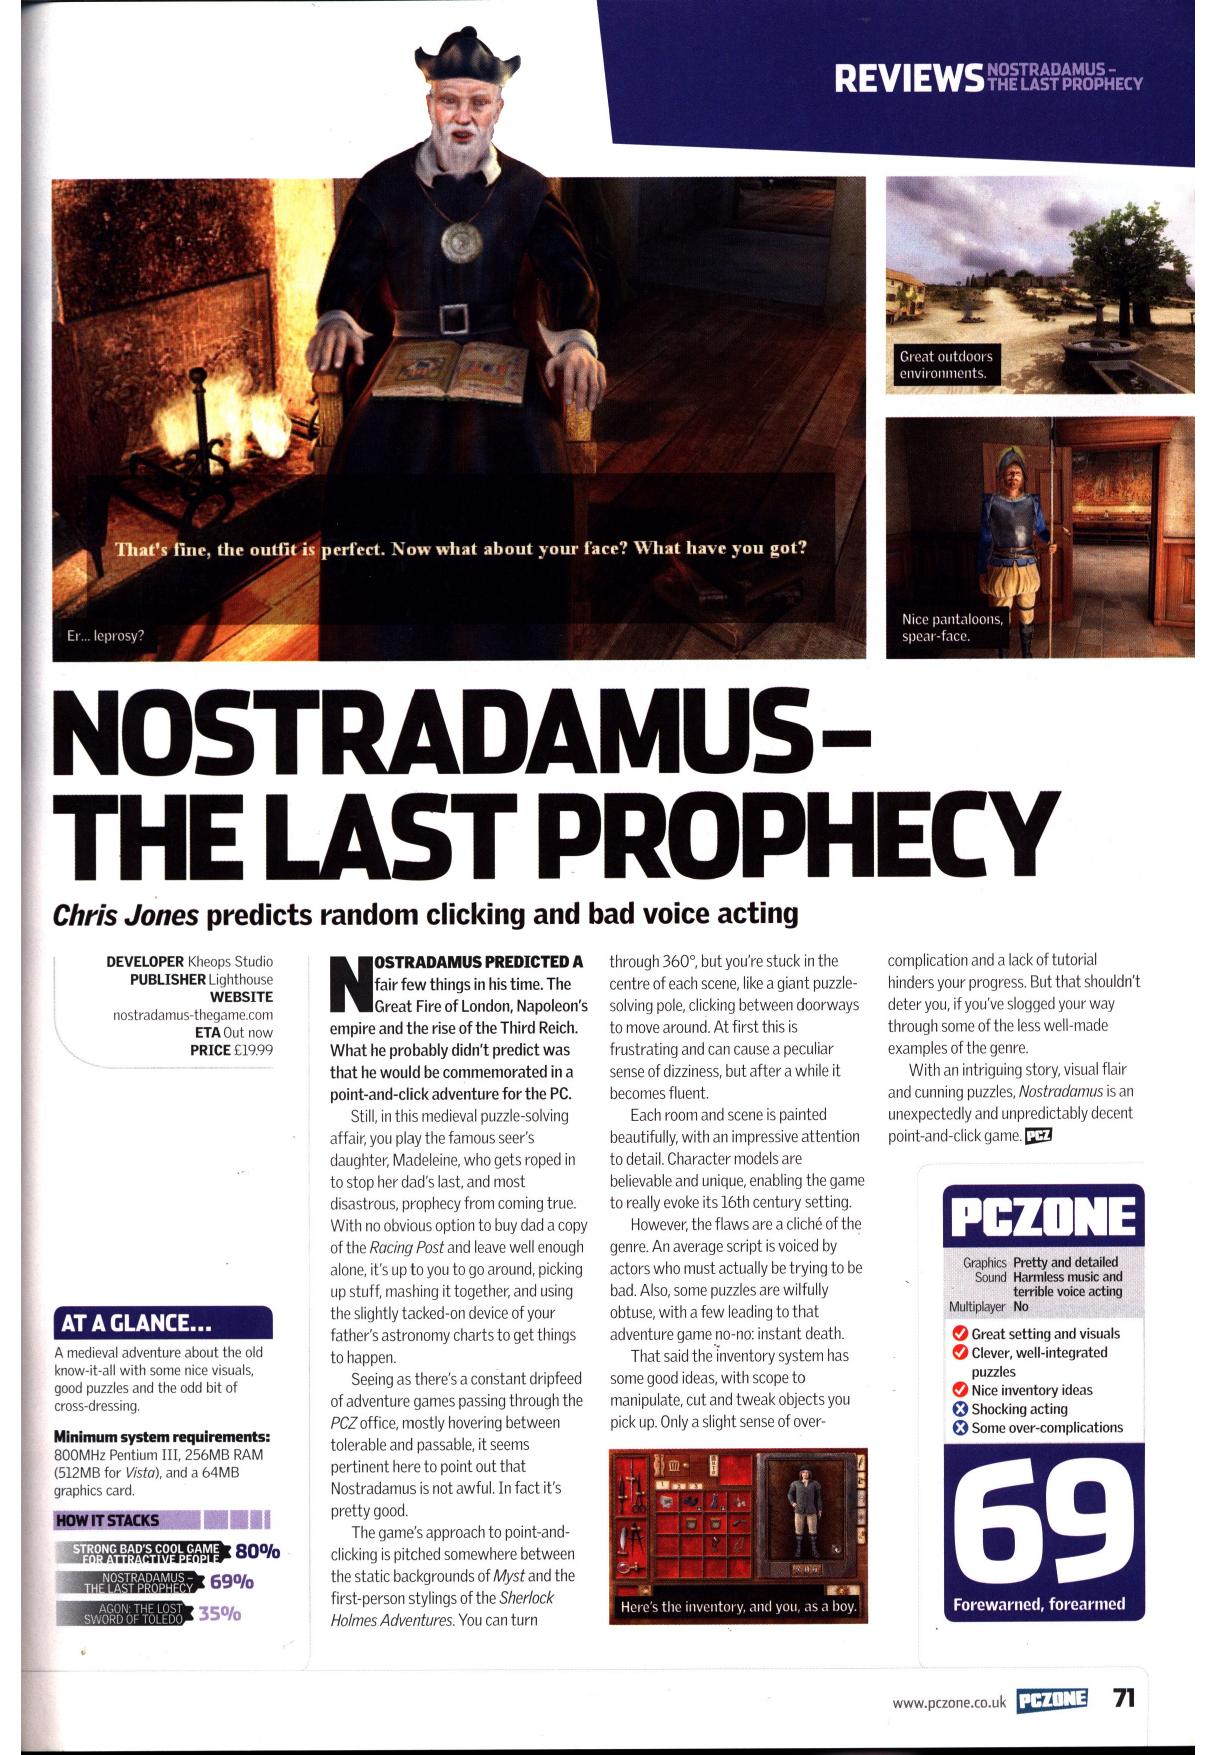 REVIEWS NOSTRADAMUS –
THE LAST PROPHECY
That's fine, the outfit is perfect. Now what about your face? What have you got?
Er... leprosy?
Great outdoors
environments.
Nice pantaloons,
spear-face.
NOSTRADAMUS–
THE LAST PROPHECY
Chris Jones predicts random clicking and bad voice acting
DEVELOPER Kheops Studio
PUBLISHER Lighthouse
WEBSITE
nostradamus-thegame.com
ETA Out now
PRICE £19.99
AT A GLANCE...
A medieval adventure about the old
know-it-all with some nice visuals,
good puzzles and the odd bit of
cross-dressing.
Minimum system requirements:
800MHz Pentium III, 256MB RAM
(512MB for Vista), and a 64MB
graphics card.
HOW IT STACKS
STRONG BAD'S COOL GAME
FOR ATTRACTIVE PEOPLE 80%
NOSTRADAMUS –
THE LAST PROPHECY 69%
AGON: THE LOST
SWORD OF TOLEDO 35%
NOSTRADAMUS PREDICTED A
fair few things in his time. The
Great Fire of London, Napoleon's
empire and the rise of the Third Reich.
What he probably didn't predict was
that he would be commemorated in a
point-and-click adventure for the PC.
Still, in this medieval puzzle-solving
affair, you play the famous seer's
daughter, Madeleine, who gets roped in
to stop her dad's last, and most
disastrous, prophecy from coming true.
With no obvious option to buy dad a copy
of the Racing Post and leave well enough
alone, it's up to you to go around, picking
up stuff, mashing it together, and using
the slightly tacked-on device of your
father's astronomy charts to get things
to happen.
Seeing as there's a constant dripfeed
of adventure games passing through the
PCZ office, mostly hovering between
tolerable and passable, it seems
pertinent here to point out that
Nostradamus is not awful. In fact it's
pretty good.
The game's approach to point-and-
clicking is pitched somewhere between
the static backgrounds of Myst and the
first-person stylings of the Sherlock
Holmes Adventures. You can turn
through 360°, but you're stuck in the
centre of each scene, like a giant puzzle-
solving pole, clicking between doorways
to move around. At first this is
frustrating and can cause a peculiar
sense of dizziness, but after a while it
becomes fluent.
Each room and scene is painted
beautifully, with an impressive attention
to detail. Character models are
believable and unique, enabling the game
to really evoke its 16th century setting.
However, the flaws are a cliché of the
genre. An average script is voiced by
actors who must actually be trying to be
bad. Also, some puzzles are wilfully
obtuse, with a few leading to that
adventure game no-no: instant death.
That said the inventory system has
some good ideas, with scope to
manipulate, cut and tweak objects you
pick up. Only a slight sense of over-
Here's the inventory, and you, as a boy.
complication and a lack of tutorial
hinders your progress. But that shouldn't
deter you, if you've slogged your way
through some of the less well-made
examples of the genre.
With an intriguing story, visual flair
and cunning puzzles, Nostradamus is an
unexpectedly and unpredictably decent
point-and-click game. PCZ
PCZONE
Graphics Pretty and detailed
Sound Harmless music and
terrible voice acting
Multiplayer No
Great setting and visuals
Clever, well-integrated
puzzles
Nice inventory ideas
Shocking acting
Some over-complications
69
Forewarned, forearmed
www.pczone.co.uk PCZONE 71